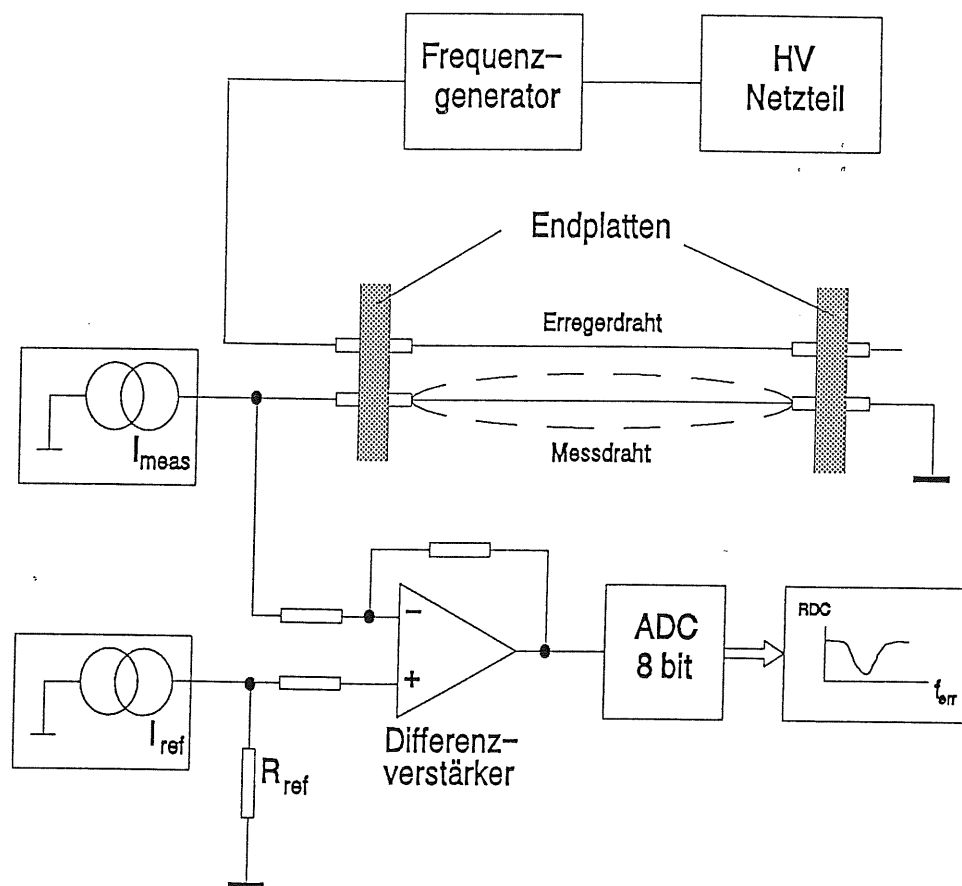 Frequenz-
generator
HV
Netzteil
Endplatten
Erregerdraht
I meas
Messdraht
-
+
ADC
8 bit
RDC
f err
I ref
R ref
Differenz-
verstärker